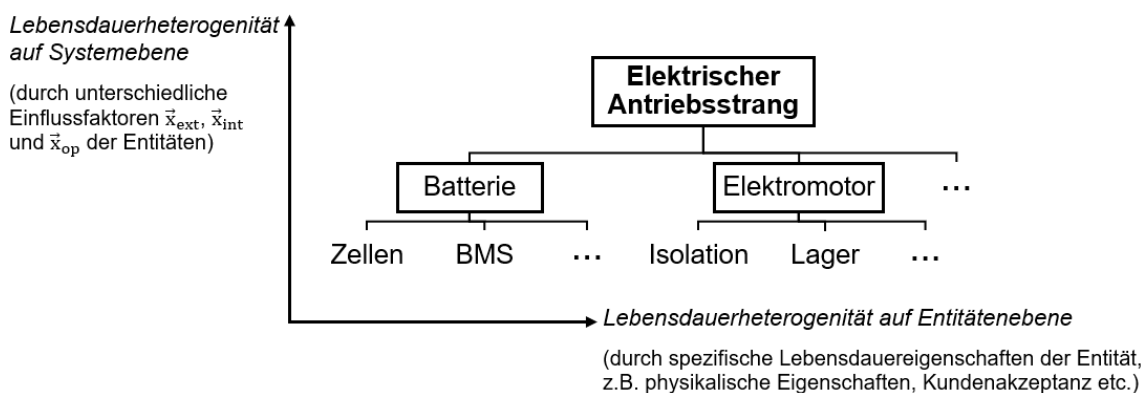 Lebensdauerheterogenität
auf Systemebene
(durch unterschiedliche
Einflussfaktoren x⃗ext, x⃗int
und x⃗op der Entitäten)
Elektrischer
Antriebsstrang
Batterie
Elektromotor
...
Zellen
BMS
...
Isolation
Lager
...
Lebensdauerheterogenität auf Entitätenebene
(durch spezifische Lebensdauereigenschaften der Entität,
z.B. physikalische Eigenschaften, Kundenakzeptanz etc.)